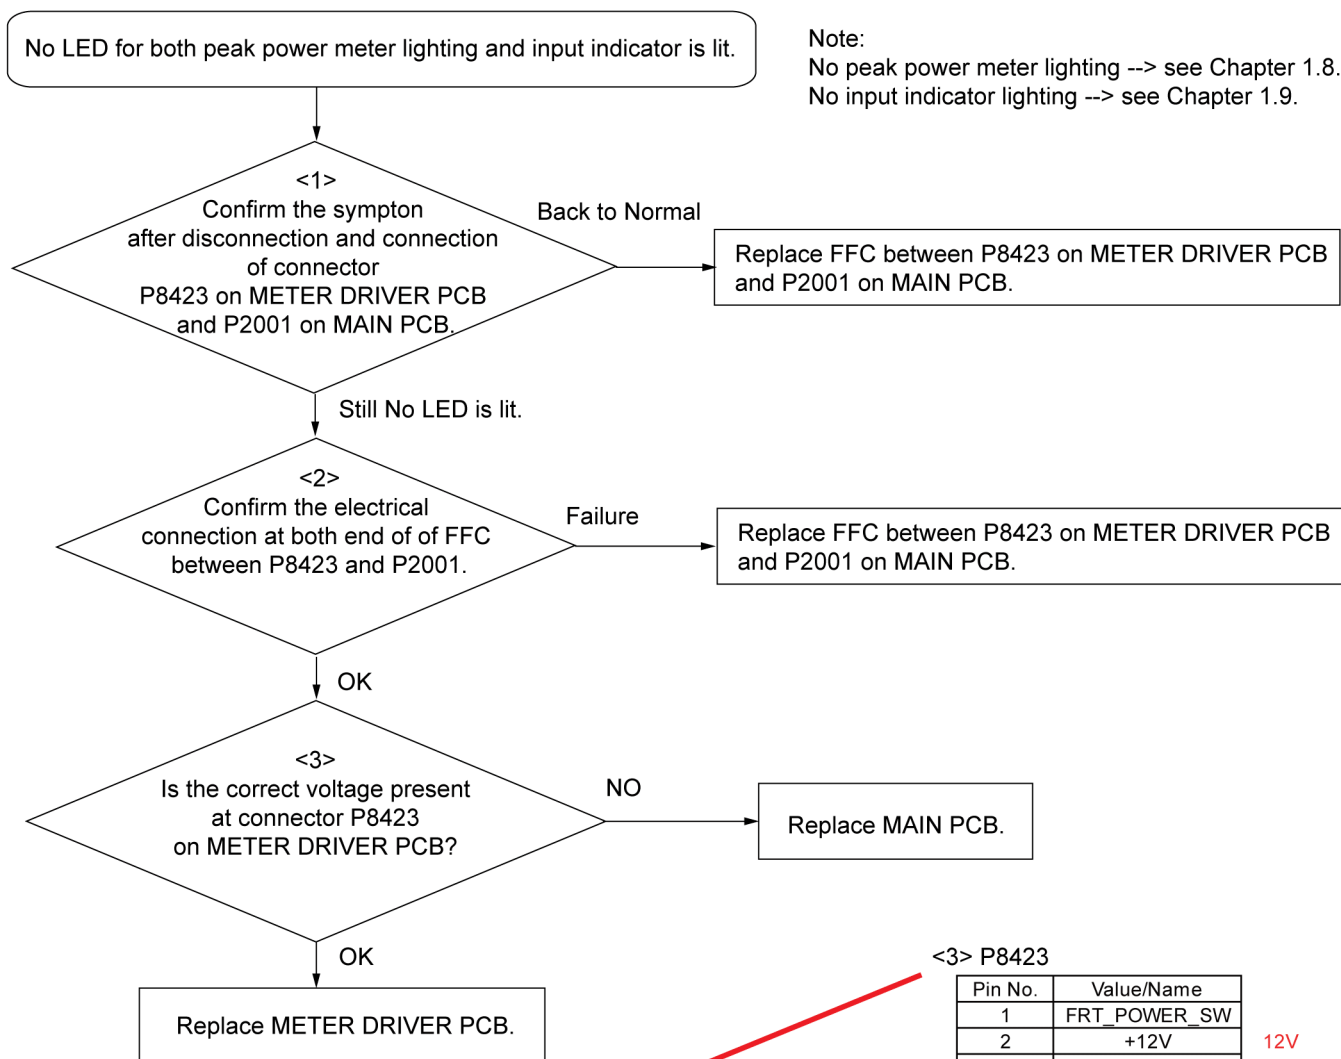 No LED for both peak power meter lighting and input indicator is lit.
Note:
No peak power meter lighting --> see Chapter 1.8.
No input indicator lighting --> see Chapter 1.9.
<1>
Confirm the sympton
after disconnection and connection
of connector
P8423 on METER DRIVER PCB
and P2001 on MAIN PCB.
Back to Normal
Replace FFC between P8423 on METER DRIVER PCB
and P2001 on MAIN PCB.
Still No LED is lit.
<2>
Confirm the electrical
connection at both end of of FFC
between P8423 and P2001.
Failure
Replace FFC between P8423 on METER DRIVER PCB
and P2001 on MAIN PCB.
OK
<3>
Is the correct voltage present
at connector P8423
on METER DRIVER PCB?
NO
Replace MAIN PCB.
OK
Replace METER DRIVER PCB.
<3> P8423
Pin No. Value/Name
1 FRT_POWER_SW
2 +12V 12V